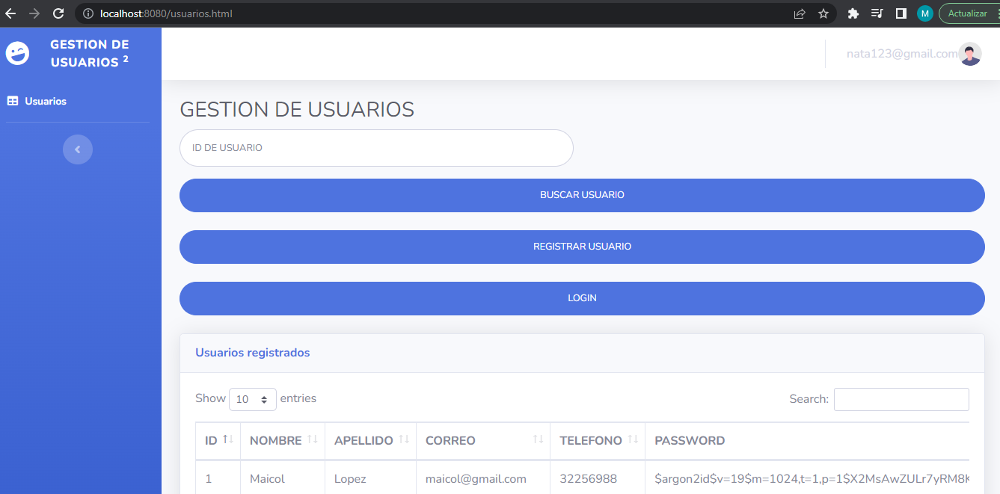 localhost:8080/usuarios.html
M
Actualizar
GESTION DE
USUARIOS 2
nata123@gmail.com
Usuarios
GESTION DE USUARIOS
ID DE USUARIO
BUSCAR USUARIO
REGISTRAR USUARIO
LOGIN
Usuarios registrados
Show 10 entries
Search:
ID NOMBRE APELLIDO CORREO TELEFONO PASSWORD
1 Maicol Lopez maicol@gmail.com 32256988 $argon2id$v=19$m=1024,t=1,p=1$X2MsAwZULr7yRM8K